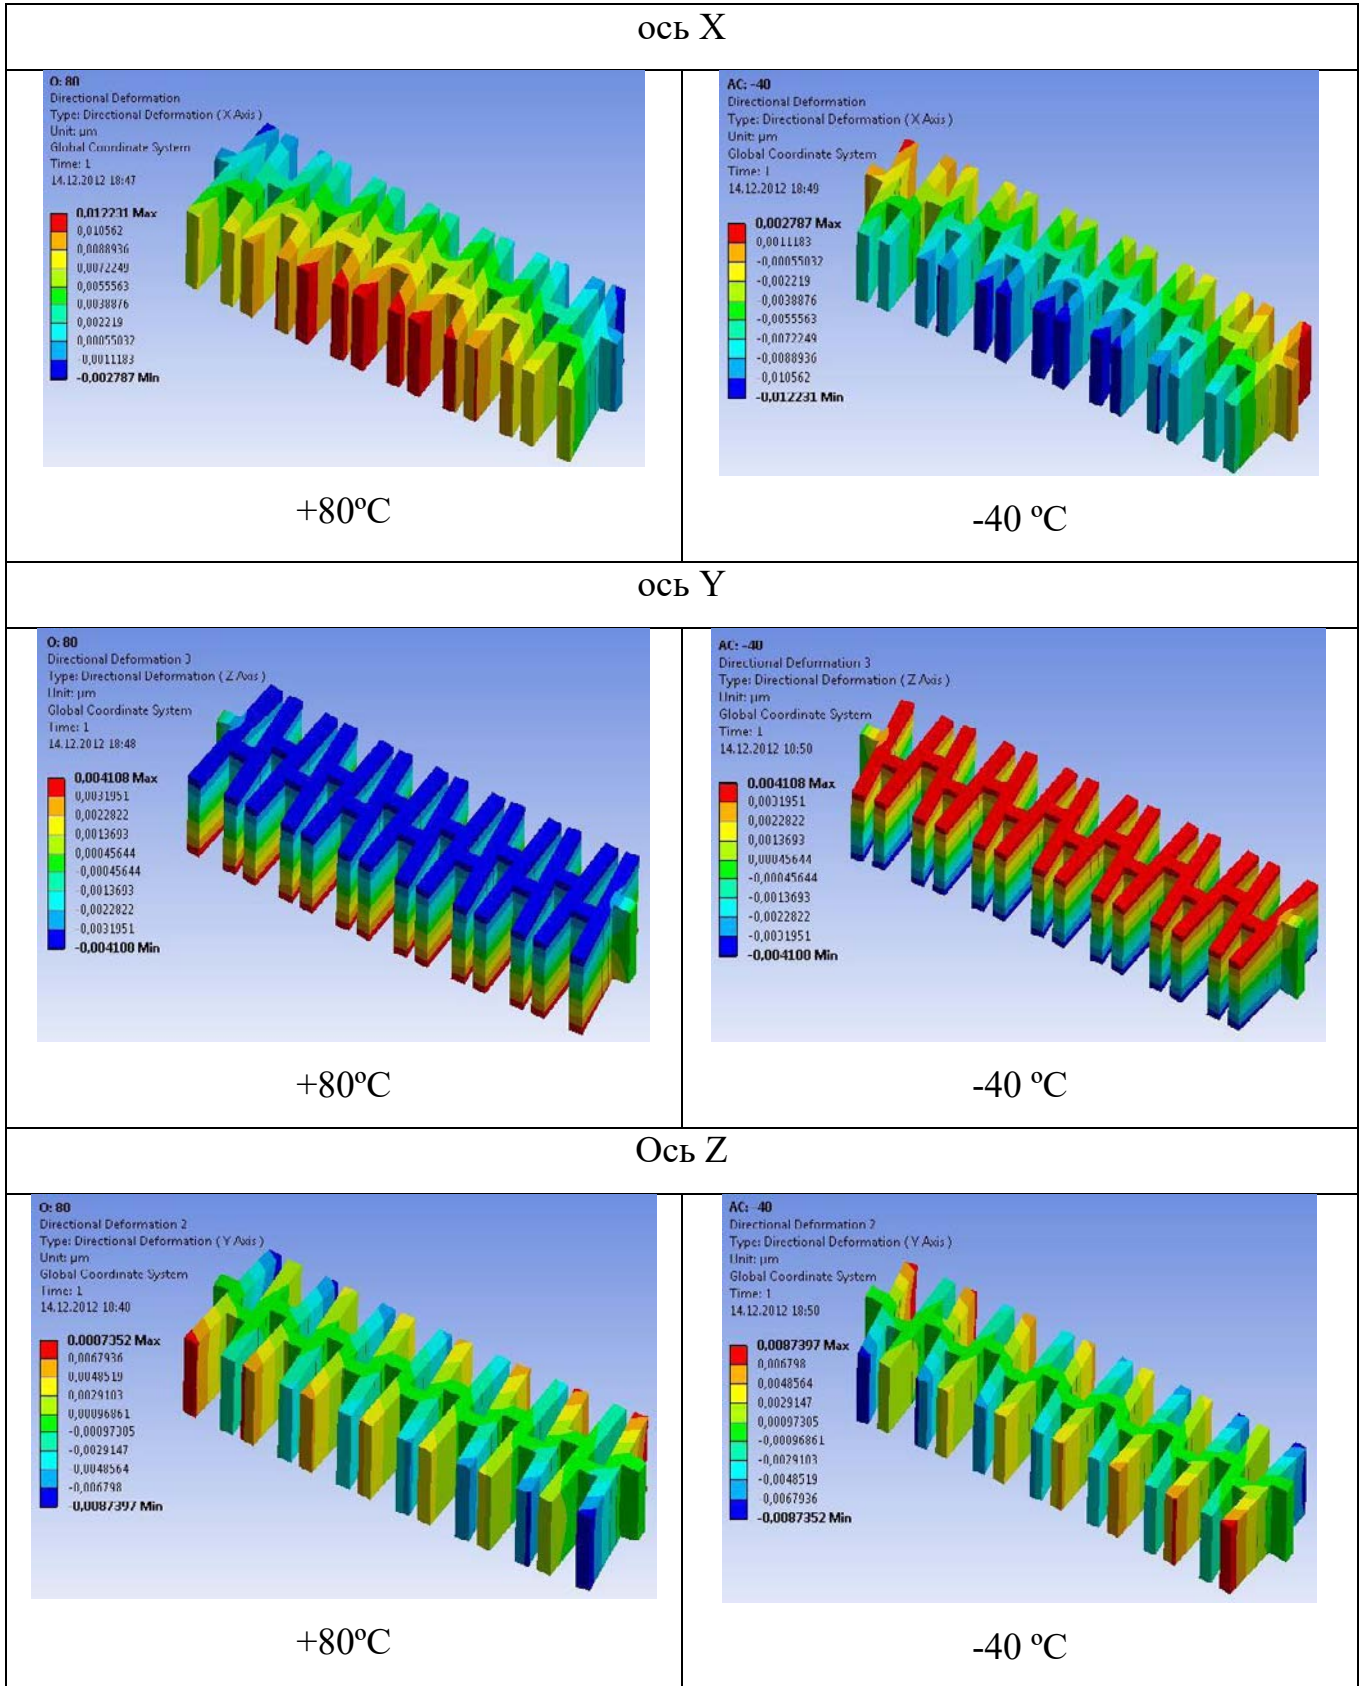 ось X
O: 80
Directional Deformation
Type: Directional Deformation ( X Axis )
Unit: µm
Global Coordinate System
Time: 1
14.12.2012 18:47
0,012231 Max
0,010562
0,0088936
0,0072249
0,0055563
0,0038876
0,002219
0,00055032
-0,0011183
-0,002787 Min
+80ºC
AC: -40
Directional Deformation
Type: Directional Deformation ( X Axis )
Unit: µm
Global Coordinate System
Time: 1
14.12.2012 18:49
0,002787 Max
0,0011183
-0,00055032
-0,002219
-0,0038876
-0,0055563
-0,0072249
-0,0088936
-0,010562
-0,012231 Min
-40 ºC
ось Y
O: 80
Directional Deformation 3
Type: Directional Deformation ( Z Axis )
Unit: µm
Global Coordinate System
Time: 1
14.12.2012 18:48
0,004108 Max
0,0031951
0,0022822
0,0013693
0,00045644
-0,00045644
-0,0013693
-0,0022822
-0,0031951
-0,004108 Min
+80ºC
AC: -40
Directional Deformation 3
Type: Directional Deformation ( Z Axis )
Unit: µm
Global Coordinate System
Time: 1
14.12.2012 18:50
0,004108 Max
0,0031951
0,0022822
0,0013693
0,00045644
-0,00045644
-0,0013693
-0,0022822
-0,0031951
-0,004108 Min
-40 ºC
Ось Z
O: 80
Directional Deformation 2
Type: Directional Deformation ( Y Axis )
Unit: µm
Global Coordinate System
Time: 1
14.12.2012 18:48
0,0087352 Max
0,0067936
0,0048519
0,0029103
0,00096861
-0,00097305
-0,0029147
-0,0048564
-0,006798
-0,0087397 Min
+80ºC
AC: -40
Directional Deformation 2
Type: Directional Deformation ( Y Axis )
Unit: µm
Global Coordinate System
Time: 1
14.12.2012 18:50
0,0087397 Max
0,006798
0,0048564
0,0029147
0,00097305
-0,00096861
-0,0029103
-0,0048519
-0,0067936
-0,0087352 Min
-40 ºC